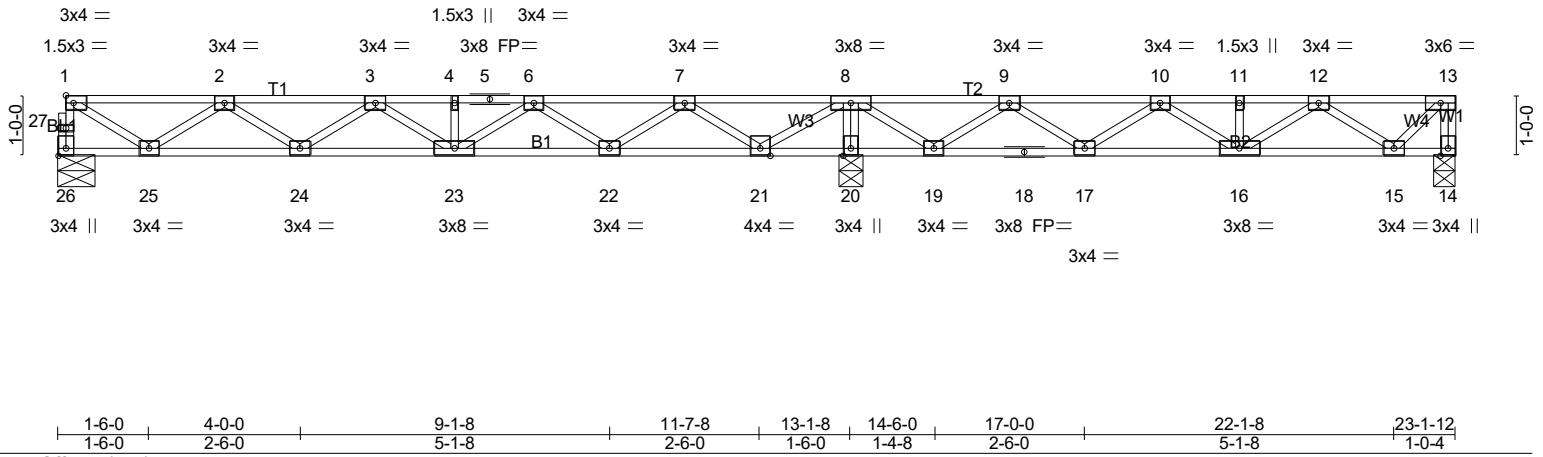 3x4 = 1.5x3 || 3x4 =
1.5x3 = 3x4 = 3x4 = 3x8 FP= 3x4 = 3x8 = 3x4 = 3x4 = 1.5x3 || 3x4 = 3x6 =
1 2 3 4 5 6 7 8 9 10 11 12 13
T1 T2
1-0-0 27 W3 W4 W1 1-0-0
B1 B2
26 25 24 23 22 21 20 19 18 17 16 15 14
3x4 || 3x4 = 3x4 = 3x8 = 3x4 = 4x4 = 3x4 || 3x4 = 3x8 FP= 3x8 = 3x4 = 3x4 ||
3x4 =
1-6-0 4-0-0 9-1-8 11-7-8 13-1-8 14-6-0 17-0-0 22-1-8 23-1-12
1-6-0 2-6-0 5-1-8 2-6-0 1-6-0 1-4-8 2-6-0 5-1-8 1-0-4